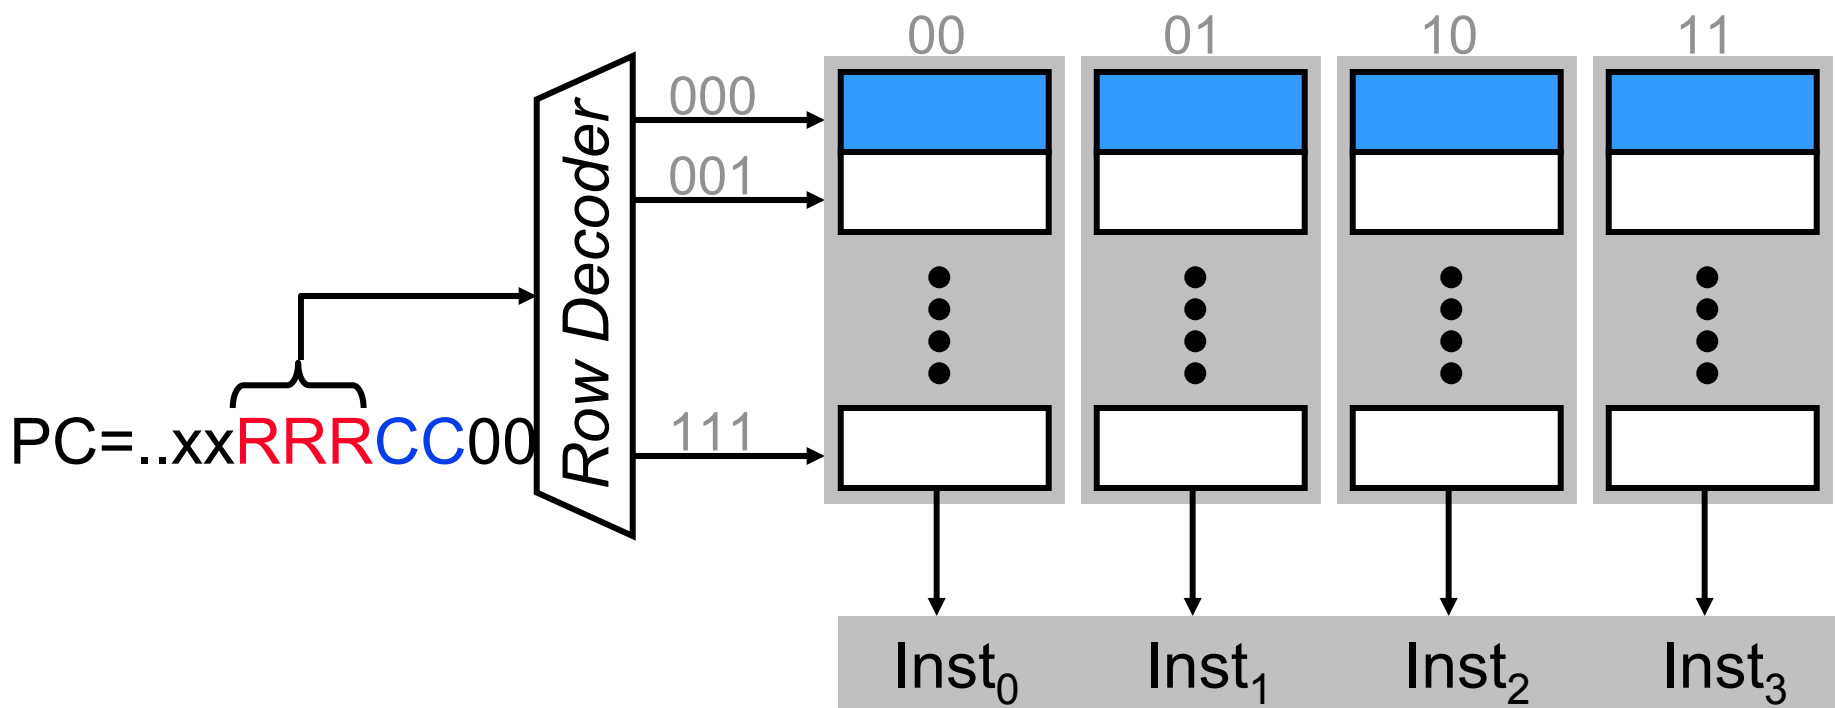 00 01 10 11
000
001
Row Decoder
PC=..xxRRRCC00
111
Inst0 Inst1 Inst2 Inst3